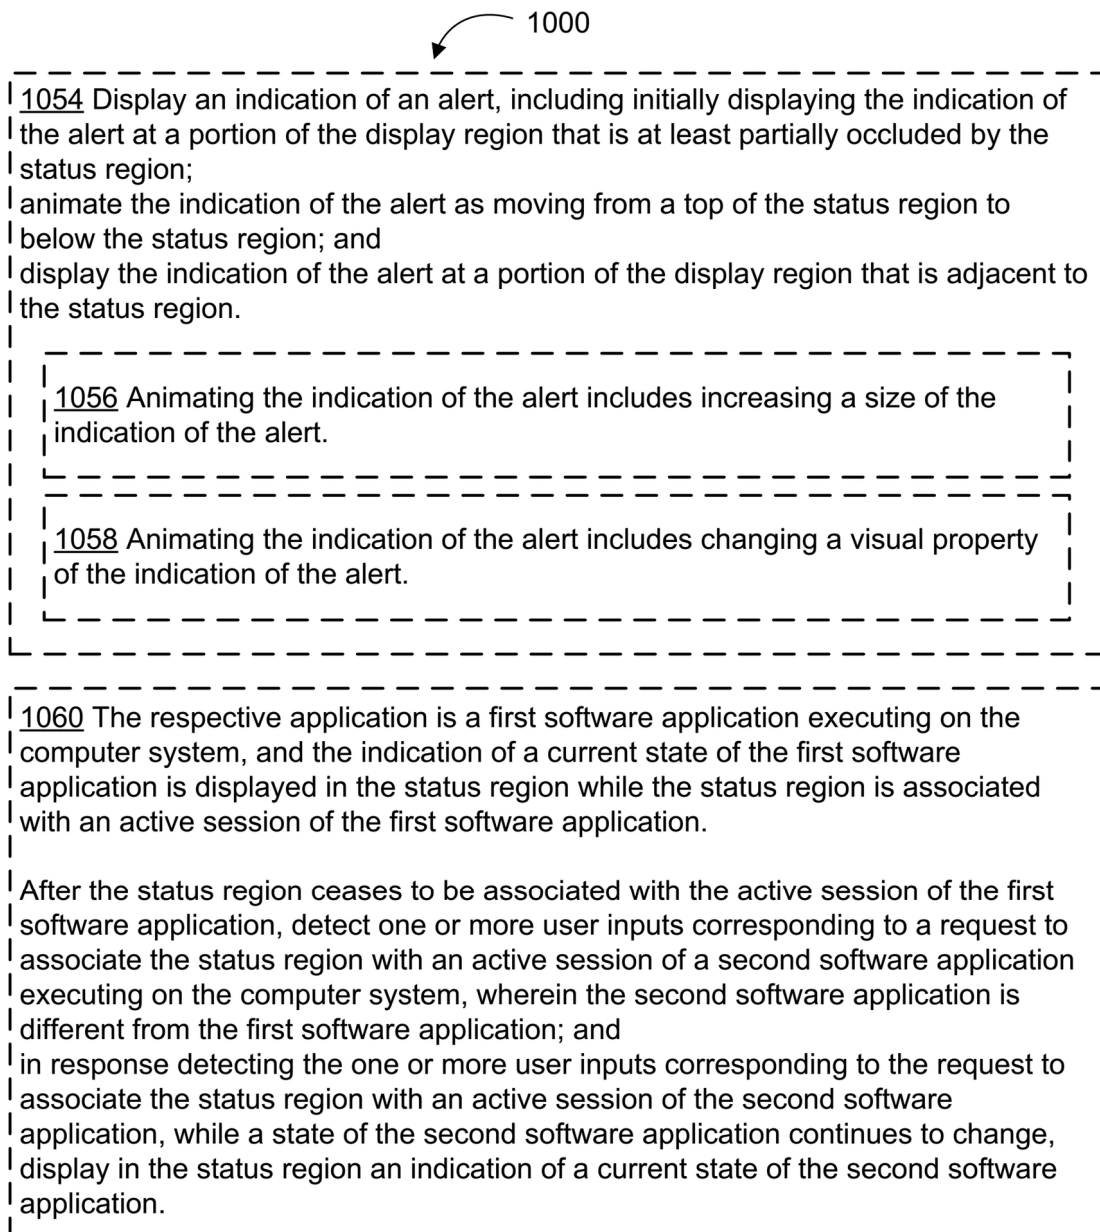 1000
1054 Display an indication of an alert, including initially displaying the indication of
the alert at a portion of the display region that is at least partially occluded by the
status region;
animate the indication of the alert as moving from a top of the status region to
below the status region; and
display the indication of the alert at a portion of the display region that is adjacent to
the status region.
1056 Animating the indication of the alert includes increasing a size of the
indication of the alert.
1058 Animating the indication of the alert includes changing a visual property
of the indication of the alert.
1060 The respective application is a first software application executing on the
computer system, and the indication of a current state of the first software
application is displayed in the status region while the status region is associated
with an active session of the first software application.
After the status region ceases to be associated with the active session of the first
software application, detect one or more user inputs corresponding to a request to
associate the status region with an active session of a second software application
executing on the computer system, wherein the second software application is
different from the first software application; and
in response detecting the one or more user inputs corresponding to the request to
associate the status region with an active session of the second software
application, while a state of the second software application continues to change,
display in the status region an indication of a current state of the second software
application.